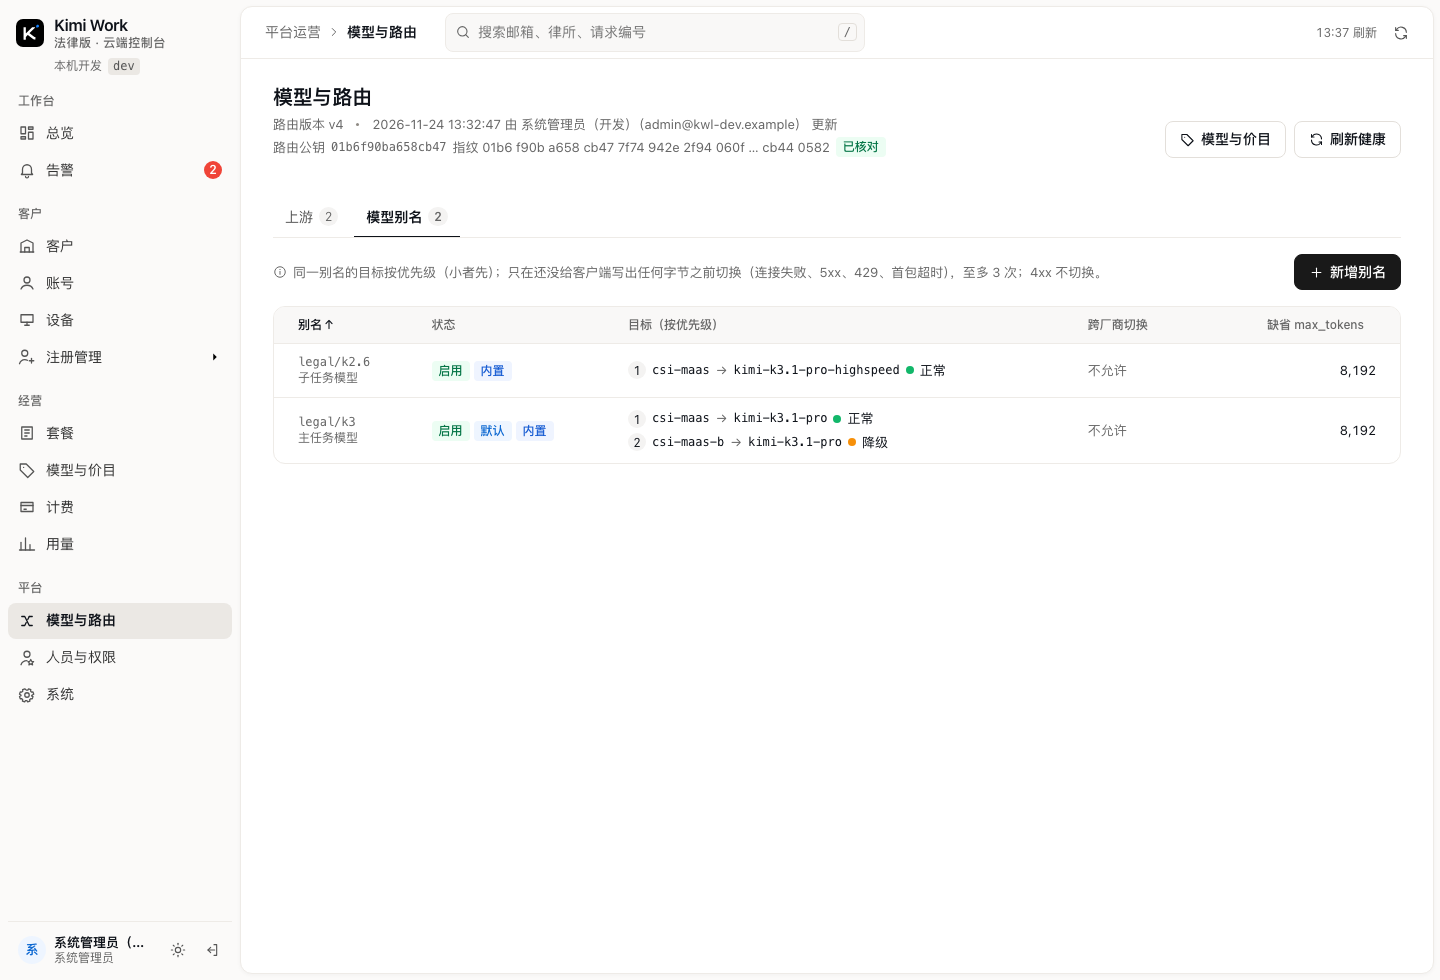 Kimi Work
法律版 · 云端控制台
本机开发 dev
工作台
总览
告警 2
客户
客户
账号
设备
注册管理
经营
套餐
模型与价目
计费
用量
平台
模型与路由
人员与权限
系统
系 系统管理员（...
系统管理员
平台运营 > 模型与路由
搜索邮箱、律所、请求编号 /
13:37 刷新
模型与路由
路由版本 v4 • 2026-11-24 13:32:47 由 系统管理员（开发）(admin@kwl-dev.example) 更新
路由公钥 01b6f90ba658cb47 指纹 01b6 f90b a658 cb47 7f74 942e 2f94 060f ... cb44 0582 已核对
模型与价目
刷新健康
上游 2
模型别名 2
同一别名的目标按优先级（小者先）；只在还没给客户端写出任何字节之前切换（连接失败、5xx、429、首包超时），至多 3 次；4xx 不切换。
+ 新增别名
别名↑ 状态 目标（按优先级） 跨厂商切换 缺省 max_tokens
legal/k2.6
子任务模型
启用 内置
1 csi-maas → kimi-k3.1-pro-highspeed 正常
不允许
8,192
legal/k3
主任务模型
启用 默认 内置
1 csi-maas → kimi-k3.1-pro 正常
2 csi-maas-b → kimi-k3.1-pro 降级
不允许
8,192